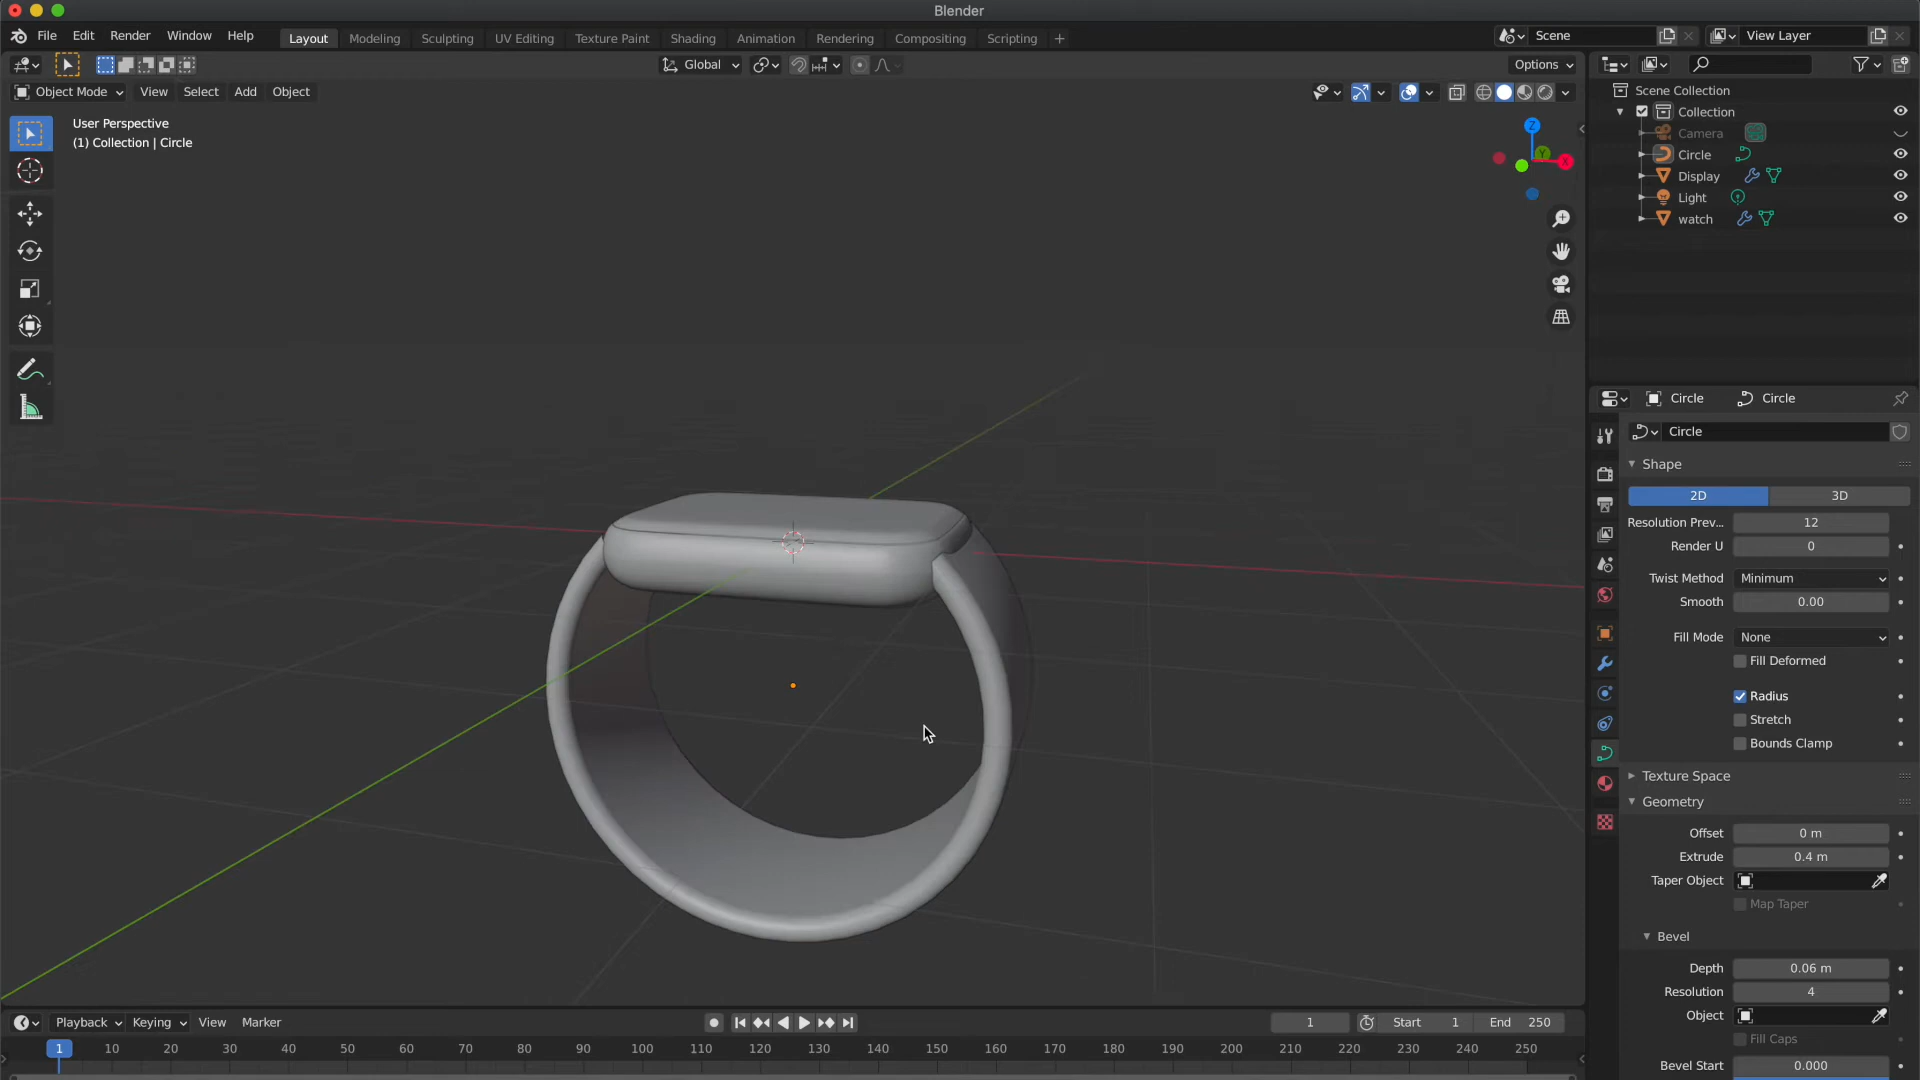 Blender
File Edit Render Window Help
Layout Modeling Sculpting UV Editing Texture Paint Shading Animation Rendering Compositing Scripting +
Scene
View Layer
Global
Options
Object Mode View Select Add Object
User Perspective
(1) Collection | Circle
Z
Y
X
Scene Collection
Collection
Camera
Circle
Display
Light
watch
Circle Circle
Circle
Shape
2D 3D
Resolution Prev... 12
Render U 0
Twist Method Minimum
Smooth 0.00
Fill Mode None
Fill Deformed
Radius
Stretch
Bounds Clamp
Texture Space
Geometry
Offset 0 m
Extrude 0.4 m
Taper Object
Map Taper
Bevel
Depth 0.06 m
Resolution 4
Object
Fill Caps
Bevel Start 0.000
Playback Keying View Marker
1 Start 1 End 250
1 10 20 30 40 50 60 70 80 90 100 110 120 130 140 150 160 170 180 190 200 210 220 230 240 250